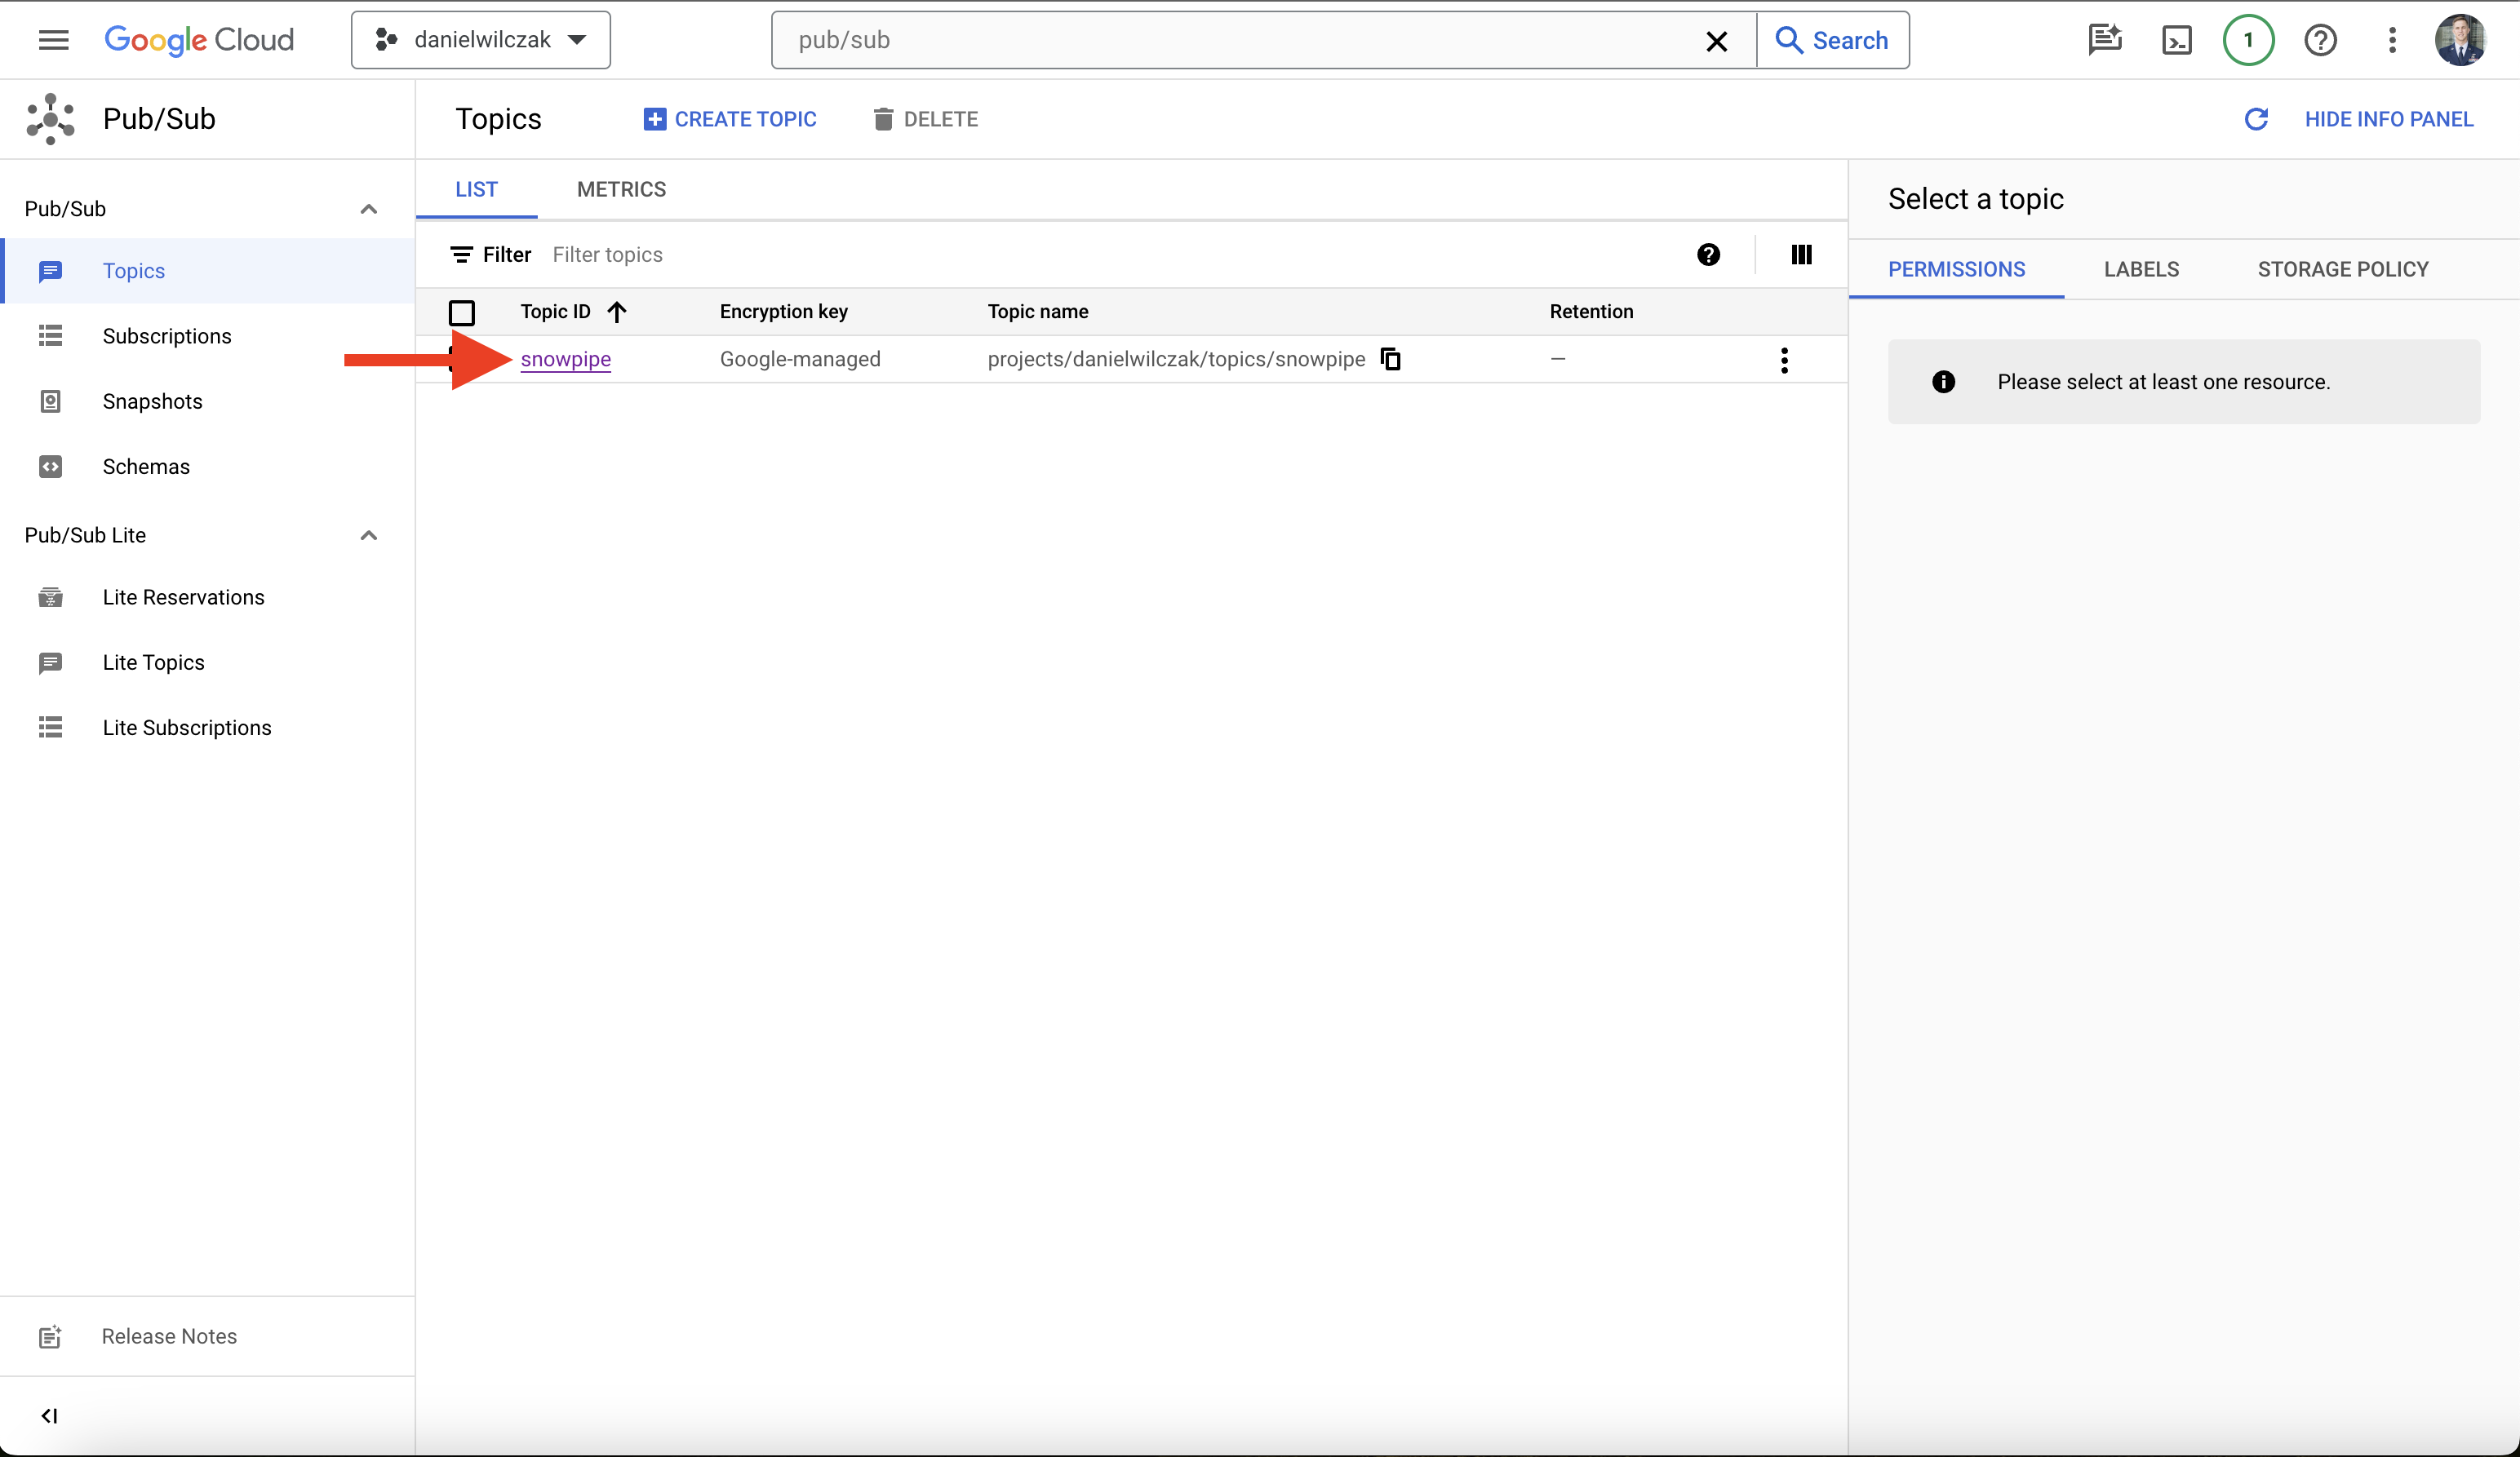 Google Cloud
danielwilczak
pub/sub
Search
1
Pub/Sub
Topics
CREATE TOPIC
DELETE
HIDE INFO PANEL
Pub/Sub
Topics
Subscriptions
Snapshots
Schemas
Pub/Sub Lite
Lite Reservations
Lite Topics
Lite Subscriptions
Release Notes
LIST METRICS
Filter Filter topics
Topic ID Encryption key Topic name Retention
snowpipe Google-managed projects/danielwilczak/topics/snowpipe —
Select a topic
PERMISSIONS LABELS STORAGE POLICY
Please select at least one resource.